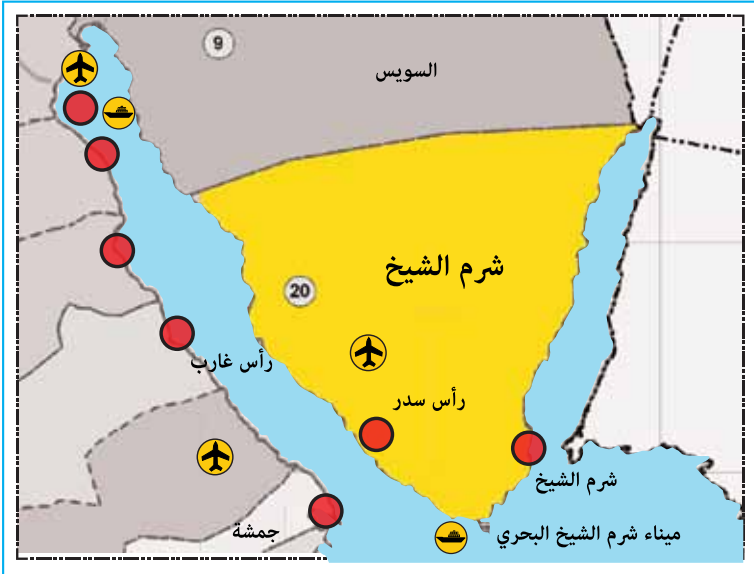 9
السويس
شرم الشيخ
20
رأس غارب
رأس سدر
شرم الشيخ
جمشة
ميناء شرم الشيخ البحري